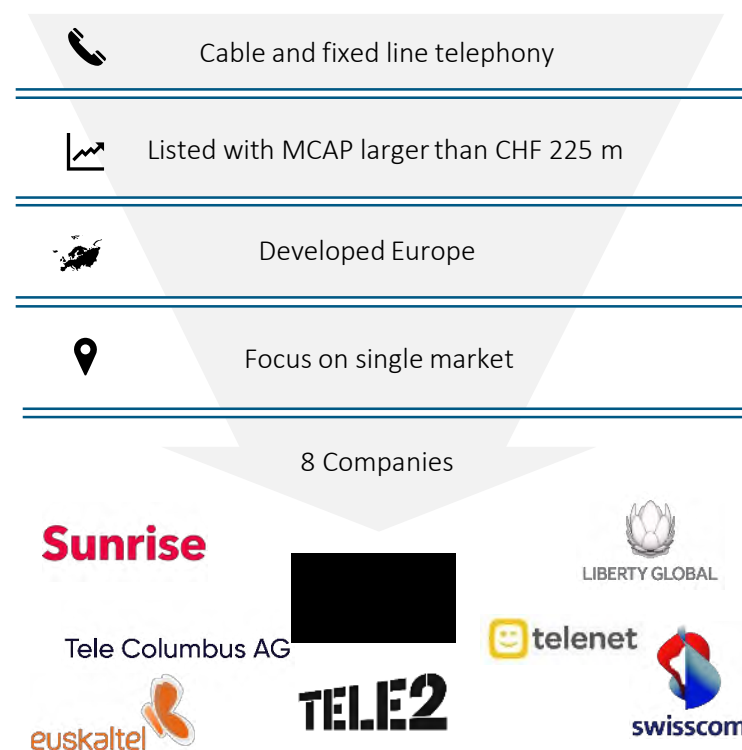 Cable and fixed line telephony
Listed with MCAP larger than CHF 225 m
Developed Europe
Focus on single market
8 Companies
Sunrise
LIBERTY GLOBAL
telenet
Tele Columbus AG
TELE2
swisscom
euskaltel